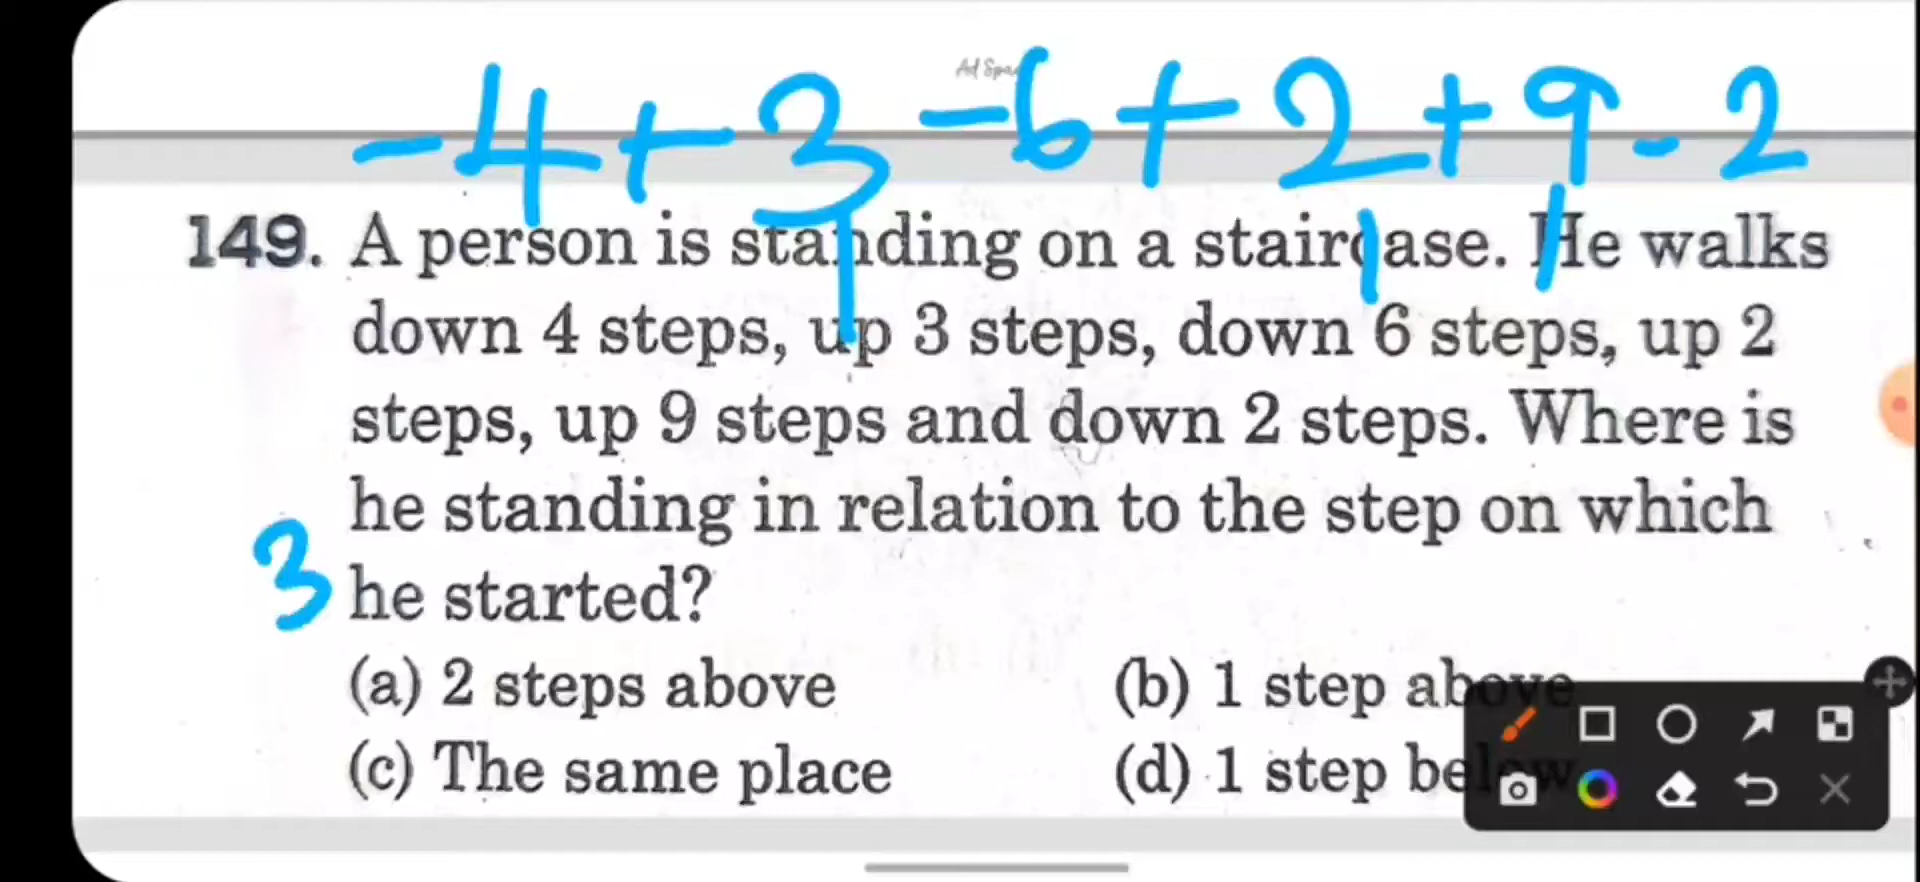 Ad Spa
-4+3-6+2+9-2
149. A person is standing on a staircase. He walks
down 4 steps, up 3 steps, down 6 steps, up 2
steps, up 9 steps and down 2 steps. Where is
he standing in relation to the step on which
3 he started?
(a) 2 steps above (b) 1 step above
(c) The same place (d) 1 step below